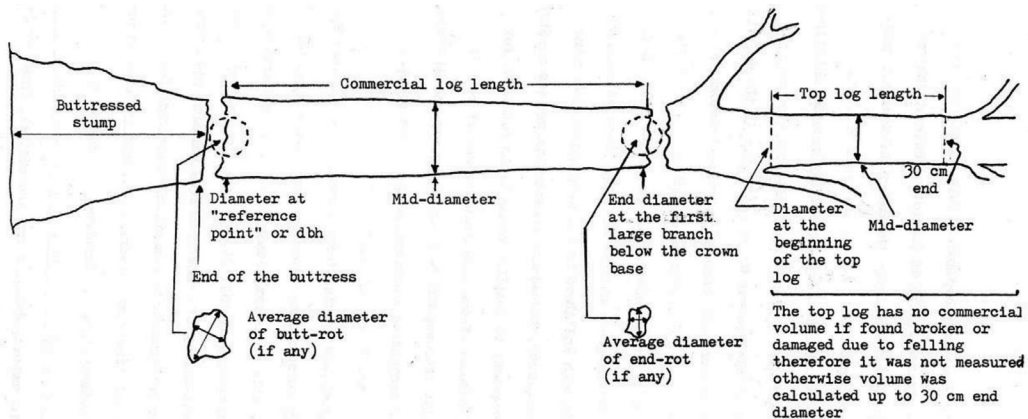 Commercial log length
Top log length
Buttressed
stump
30 cm
end
Diameter at
"reference
point" or dbh
Mid-diameter
End diameter
at the first
large branch
below the crown
base
Diameter
at the
beginning
of the top
log
Mid-diameter
End of the buttress
Average diameter
of butt-rot
(if any)
Average diameter
of end-rot
(if any)
The top log has no commercial
volume if found broken or
damaged due to felling
therefore it was not measured
otherwise volume was
calculated up to 30 cm end
diameter